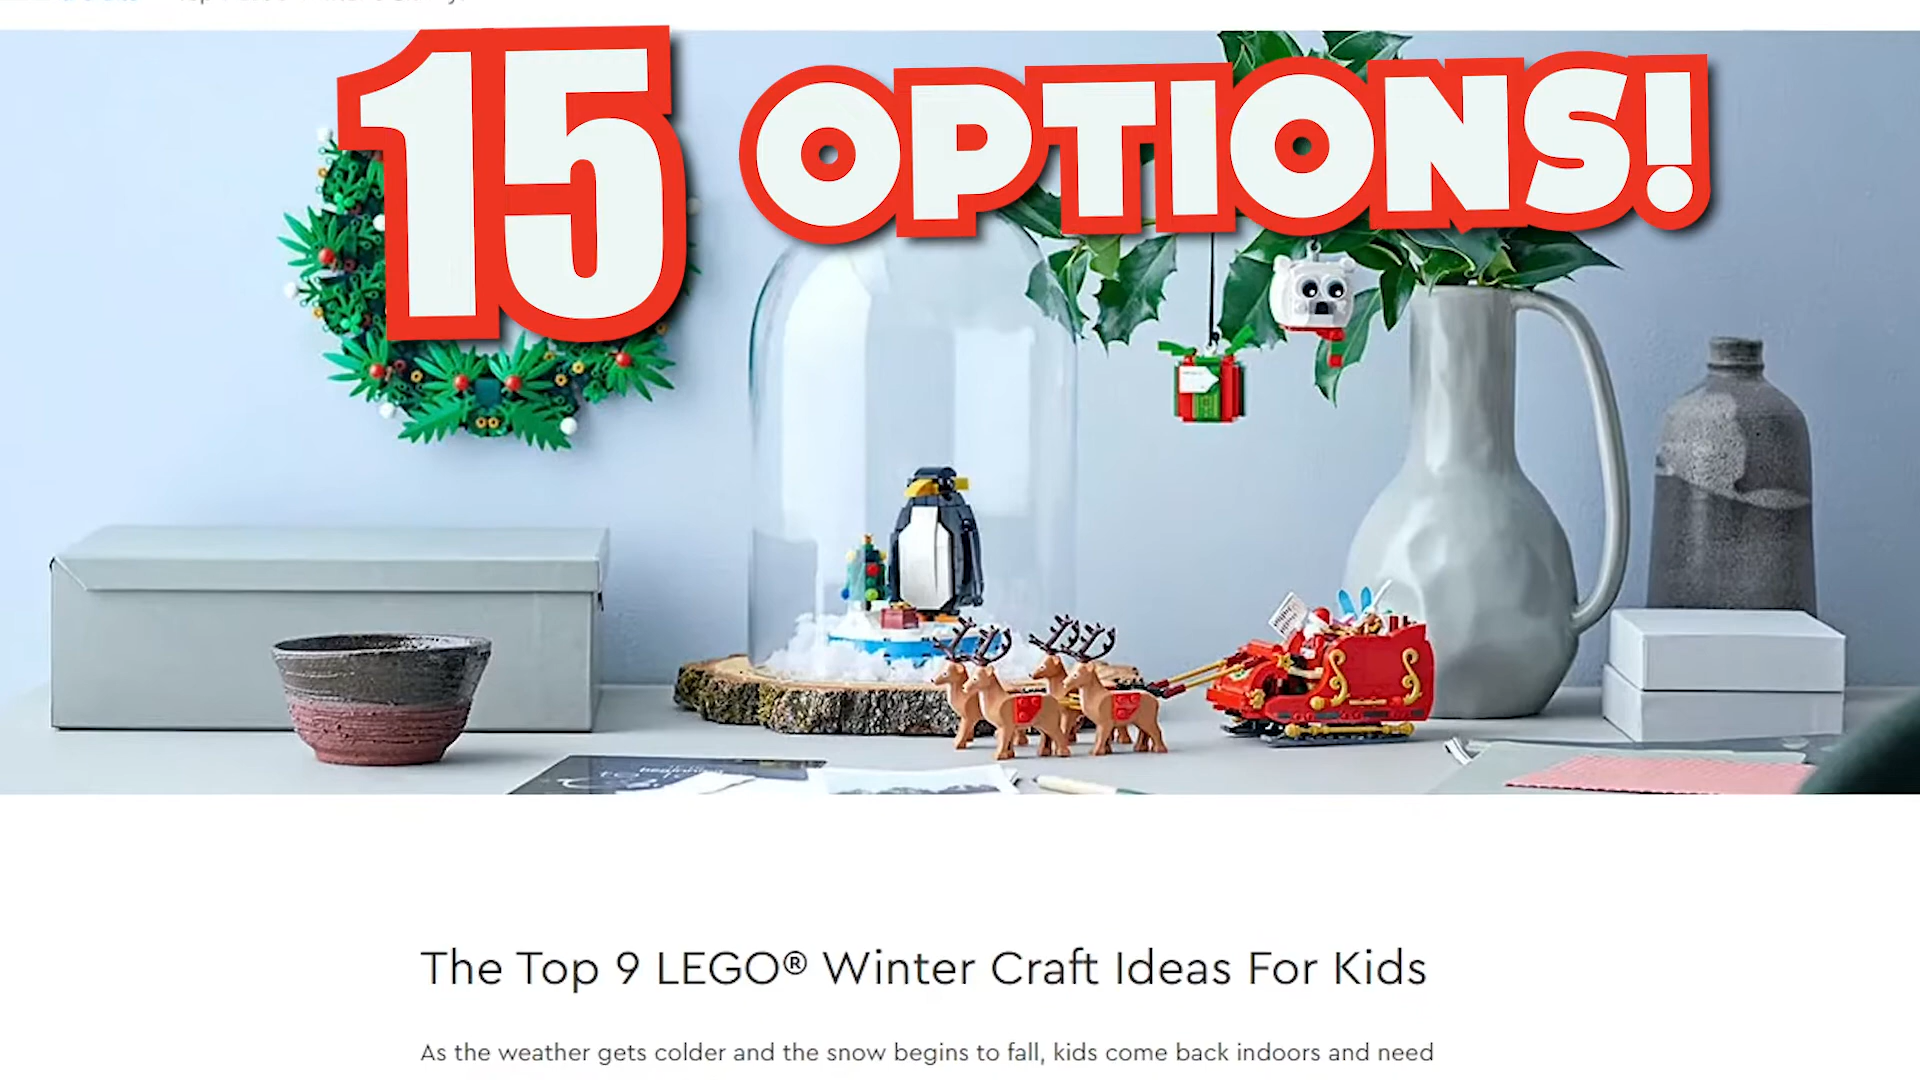 15 OPTIONS!
The Top 9 LEGO® Winter Craft Ideas For Kids
As the weather gets colder and the snow begins to fall, kids come back indoors and need